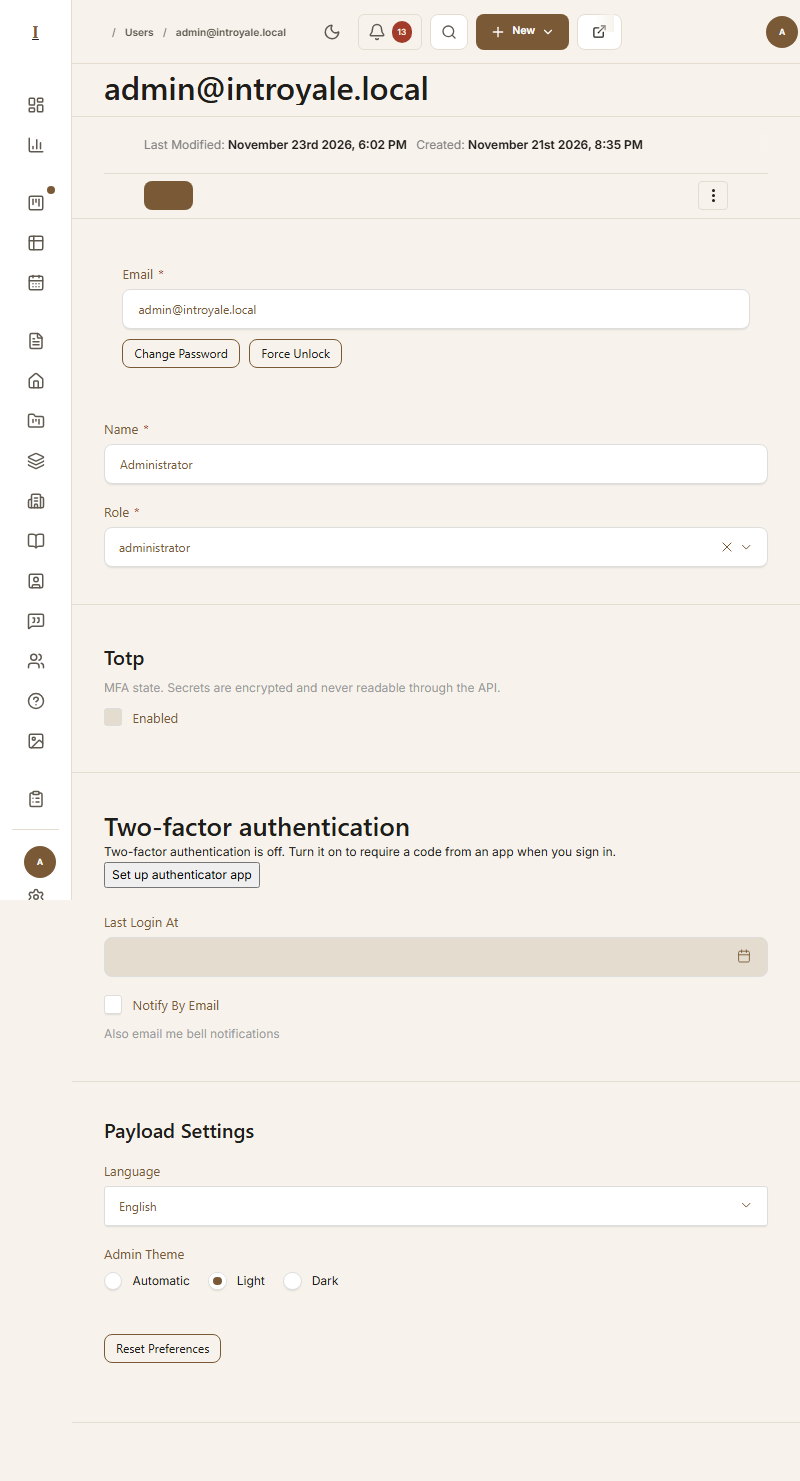 I
/ Users / admin@introyale.local
13
New
A
admin@introyale.local
Last Modified: November 23rd 2026, 6:02 PM Created: November 21st 2026, 8:35 PM
Email *
admin@introyale.local
Change Password Force Unlock
Name *
Administrator
Role *
administrator
Totp
MFA state. Secrets are encrypted and never readable through the API.
Enabled
Two-factor authentication
Two-factor authentication is off. Turn it on to require a code from an app when you sign in.
Set up authenticator app
A
Last Login At
Notify By Email
Also email me bell notifications
Payload Settings
Language
English
Admin Theme
Automatic Light Dark
Reset Preferences